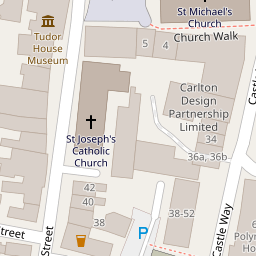 St Michael's
Church
Church Walk
Tudor
House
Museum
5
4
Carlton
Design
Partnership
Limited
34
St Joseph's
Catholic
Church
36a, 36b
42
40
38
38-52
P
Castle Way
Street
Street